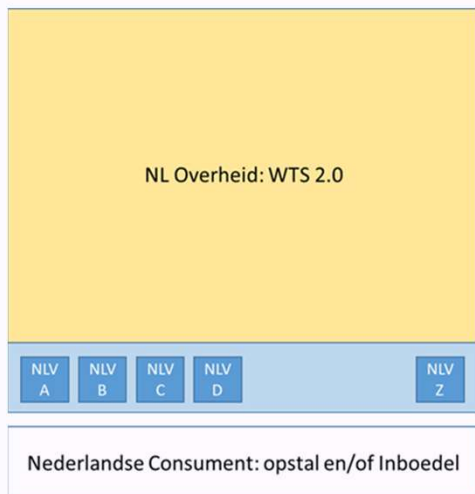 NL Overheid: WTS 2.0
NLV NLV NLV NLV NLV
A B C D Z
Nederlandse Consument: opstal en/of Inboedel